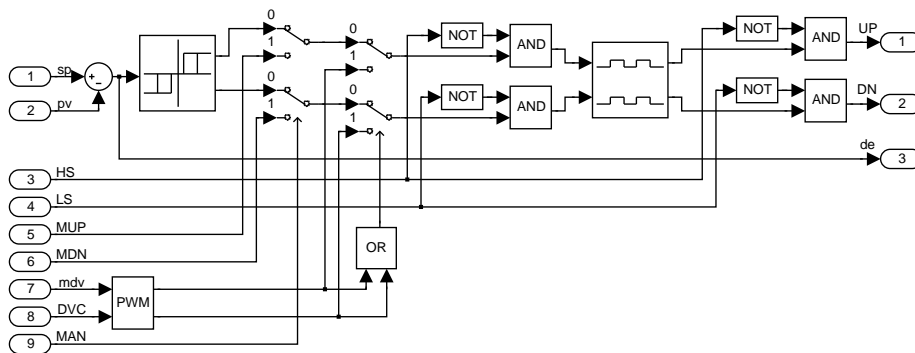 0
1
0
1
0
1
0
1
NOT
AND
NOT
AND
UP
1
1
sp
+
−
2
pv
NOT
AND
NOT
AND
DN
2
de
3
3
HS
4
LS
5
MUP
6
MDN
OR
7
mdv
PWM
8
DVC
9
MAN